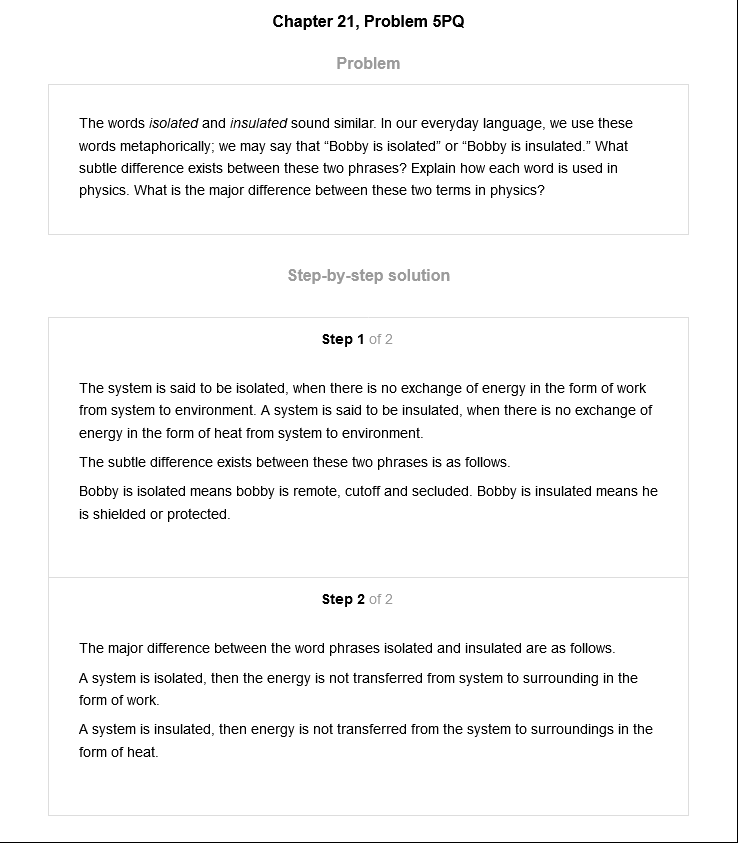 Chapter 21, Problem 5PQ
Problem
The words isolated and insulated sound similar. In our everyday language, we use these
words metaphorically; we may say that “Bobby is isolated” or “Bobby is insulated.” What
subtle difference exists between these two phrases? Explain how each word is used in
physics. What is the major difference between these two terms in physics?
Step-by-step solution
Step 1 of 2
The system is said to be isolated, when there is no exchange of energy in the form of work
from system to environment. A system is said to be insulated, when there is no exchange of
energy in the form of heat from system to environment.
The subtle difference exists between these two phrases is as follows.
Bobby is isolated means bobby is remote, cutoff and secluded. Bobby is insulated means he
is shielded or protected.
Step 2 of 2
The major difference between the word phrases isolated and insulated are as follows.
A system is isolated, then the energy is not transferred from system to surrounding in the
form of work.
A system is insulated, then energy is not transferred from the system to surroundings in the
form of heat.